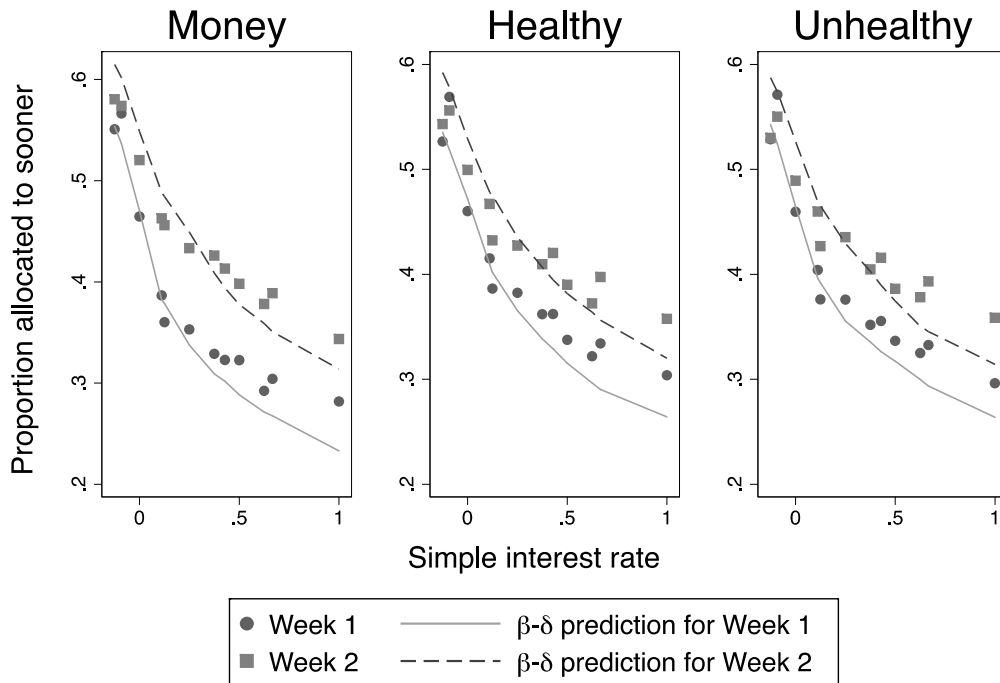 Money Healthy Unhealthy
Proportion allocated to sooner
.6 .6 .6
.5 .5 .5
.4 .4 .4
.3 .3 .3
.2 .2 .2
0 .5 1 0 .5 1 0 .5 1
Simple interest rate
Week 1 β-δ prediction for Week 1
Week 2 β-δ prediction for Week 2